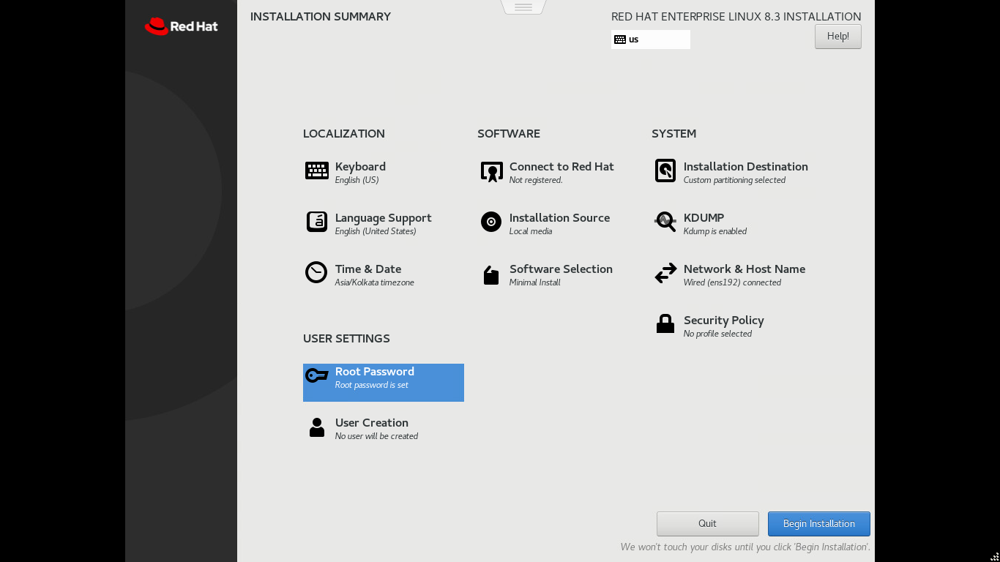 Red Hat
INSTALLATION SUMMARY
RED HAT ENTERPRISE LINUX 8.3 INSTALLATION
us
Help!
LOCALIZATION
Keyboard
English (US)
Language Support
English (United States)
Time & Date
Asia/Kolkata timezone
SOFTWARE
Connect to Red Hat
Not registered.
Installation Source
Local media
Software Selection
Minimal Install
SYSTEM
Installation Destination
Custom partitioning selected
KDUMP
Kdump is enabled
Network & Host Name
Wired (ens192) connected
Security Policy
No profile selected
USER SETTINGS
Root Password
Root password is set
User Creation
No user will be created
Quit
Begin Installation
We won't touch your disks until you click 'Begin Installation'.